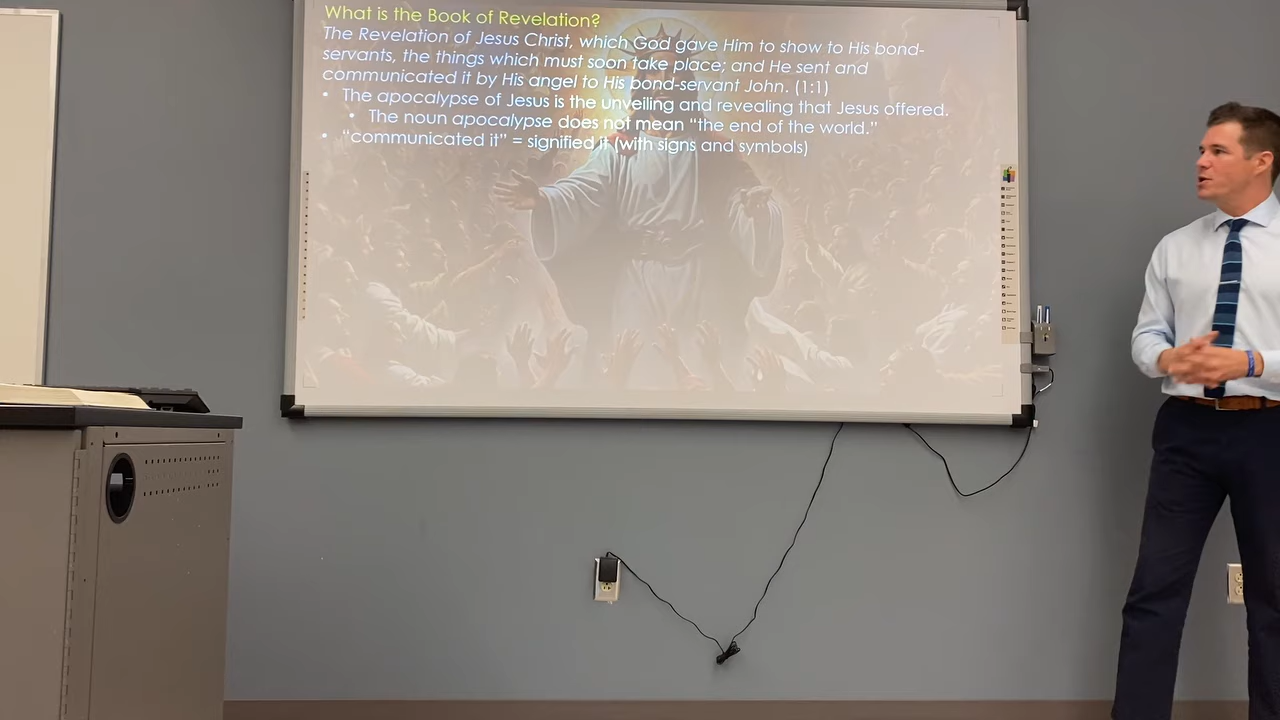 What is the Book of Revelation?
The Revelation of Jesus Christ, which God gave Him to show to His bond-
servants, the things which must soon take place; and He sent and
communicated it by His angel to His bond-servant John. (1:1)
• The apocalypse of Jesus is the unveiling and revealing that Jesus offered.
• The noun apocalypse does not mean “the end of the world.”
• “communicated it” = signified it (with signs and symbols)